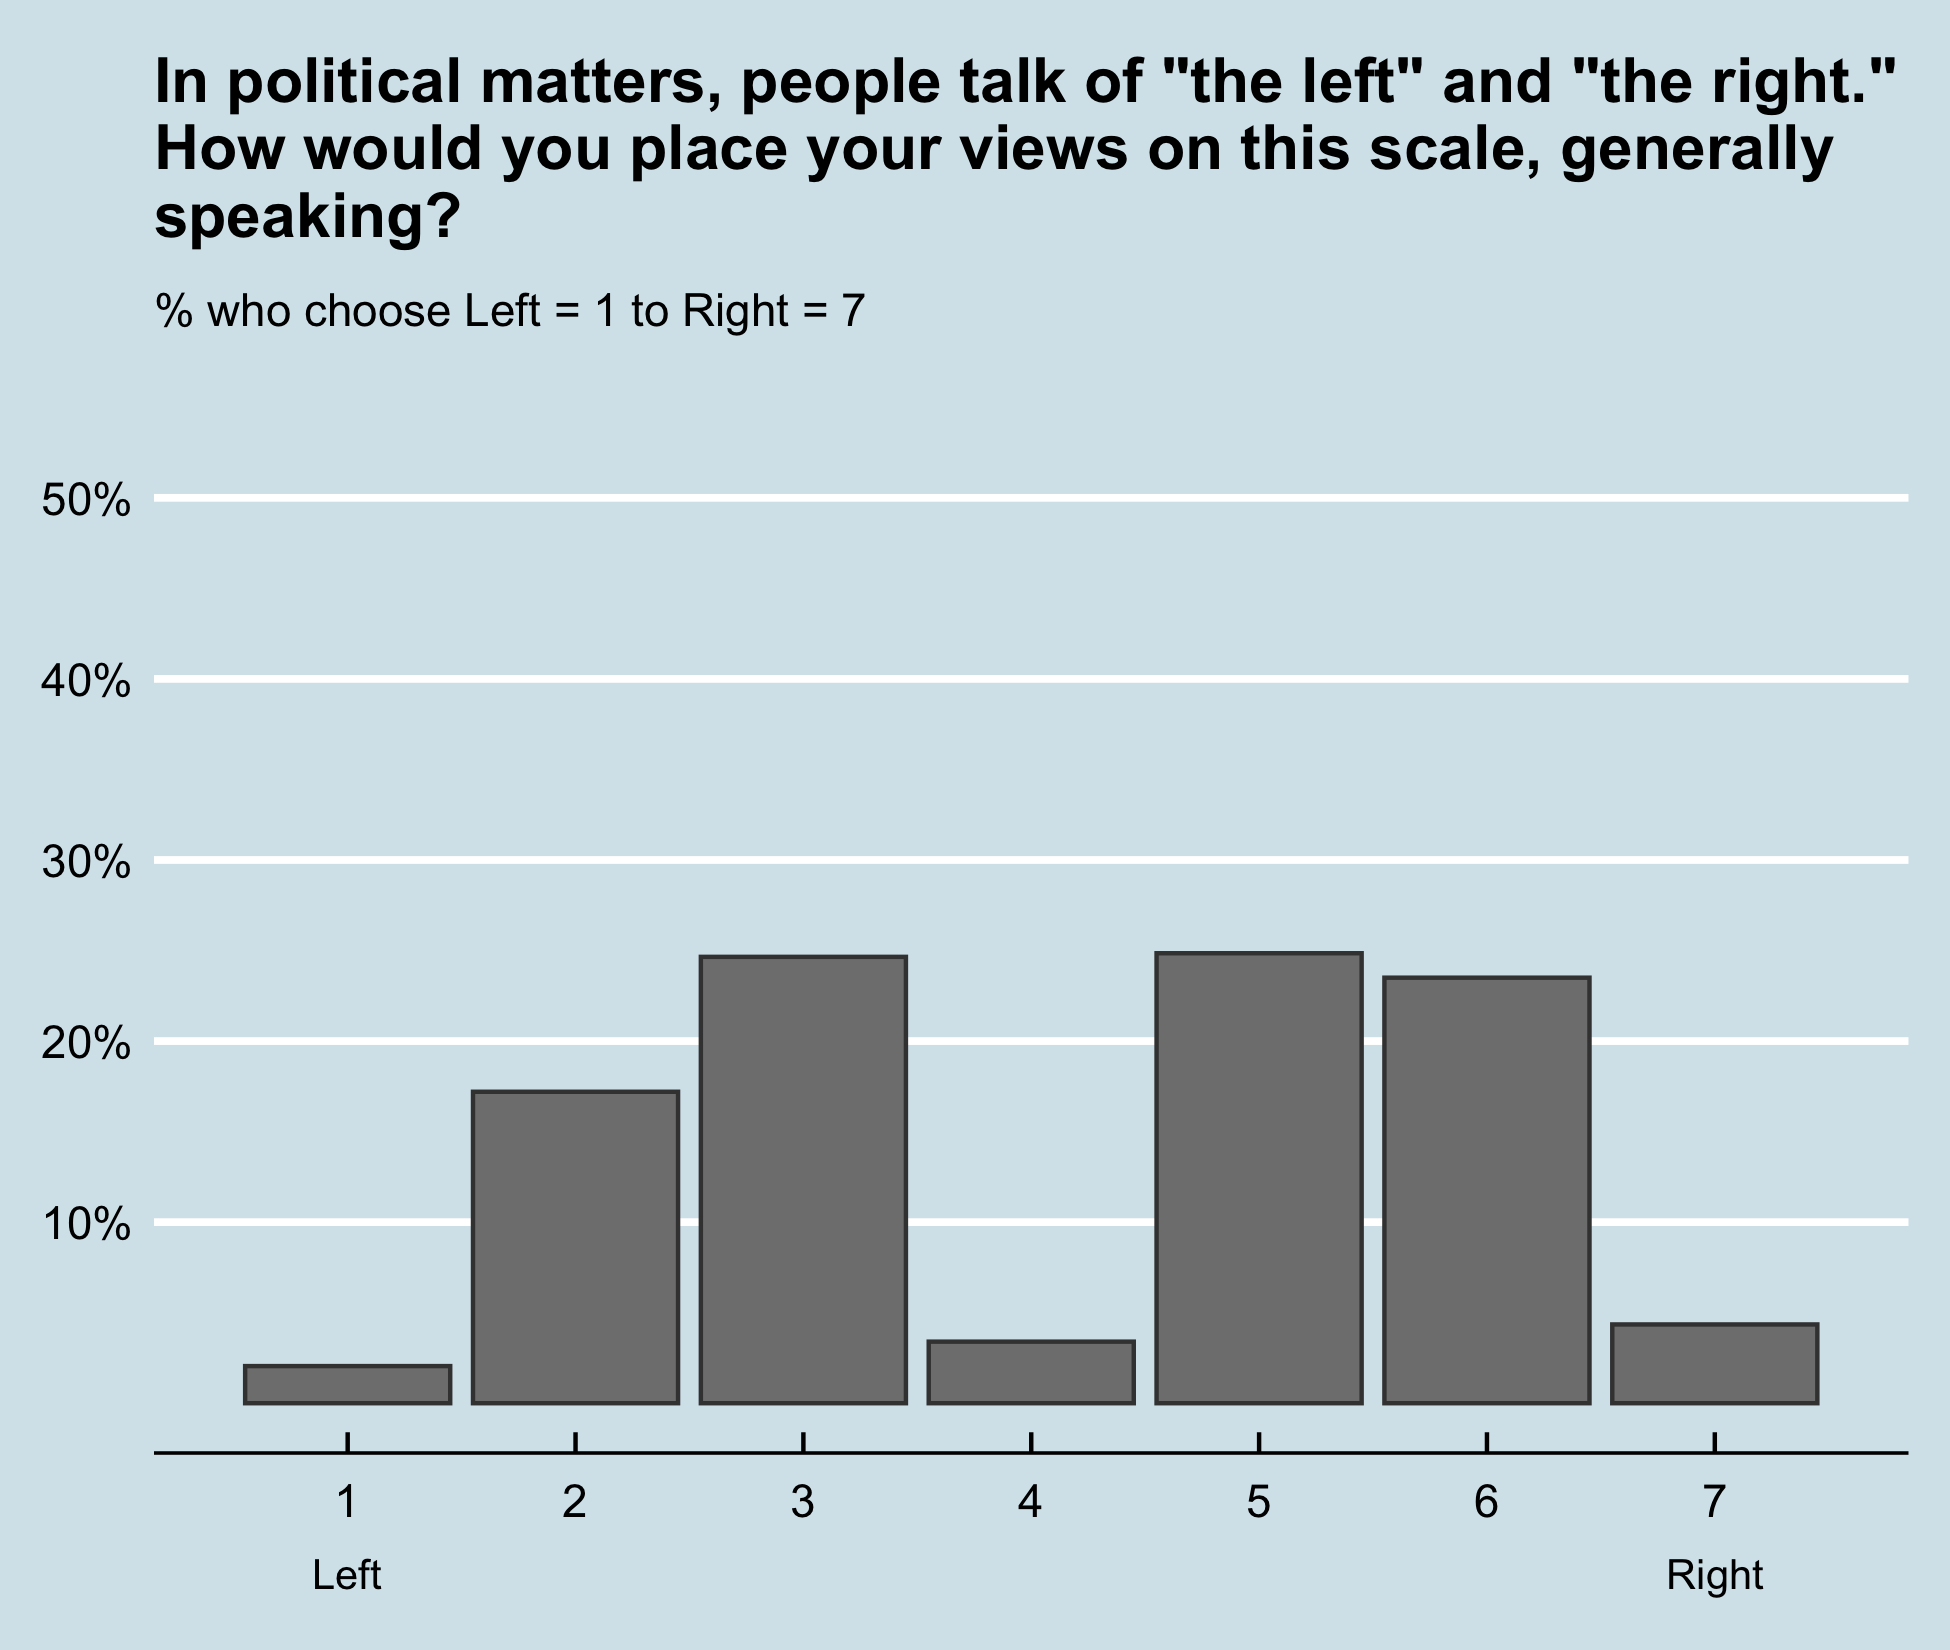 In political matters, people talk of "the left" and "the right."
How would you place your views on this scale, generally
speaking?
% who choose Left = 1 to Right = 7
50%
40%
30%
20%
10%
1 2 3 4 5 6 7
Left Right